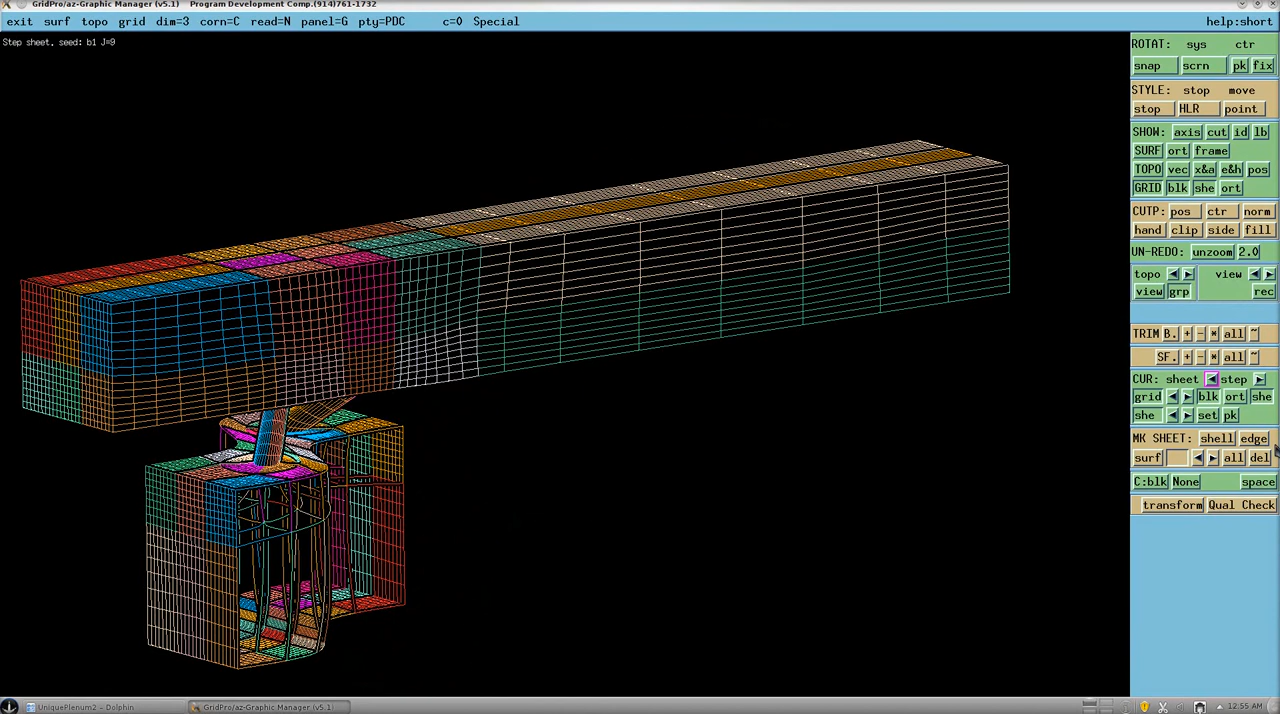 GridPro/az-Graphic Manager (v5.1) Program Development Comp.(914)761-1732
exit surf topo grid dim=3 corn=C read=N panel=G pty=PDC c=0 Special help:short
Step sheet, seed: b1 J=9
ROTAT: sys ctr
snap scrn pk fix
STYLE: stop move
stop HLR point
SHOW: axis cut id lb
SURF ort frame
TOPO vec x&a e&h pos
GRID blk she ort
CUTP: pos ctr norm
hand clip side fill
UN-REDO: unzoom 2.0
topo ◀ ▶ view ◀ ▶
view grp rec
TRIM B. + - * all ~
SF. + - * all ~
CUR: sheet ◀ step ▶
grid ◀ ▶ blk ort she
she ◀ ▶ set pk
MK SHEET: shell edge
surf ◀ ▶ all del
C:blk None space
transform Qual Check
UniquePlenum2 – Dolphin GridPro/az-Graphic Manager (v5.1) 12:55 AM